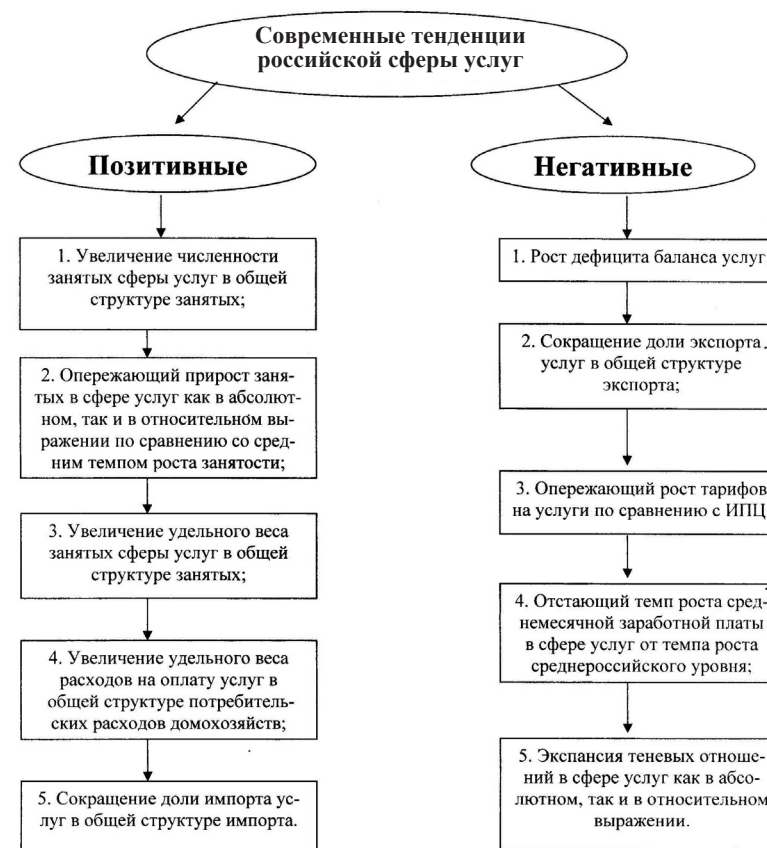 Современные тенденции
российской сферы услуг
Позитивные
1. Увеличение численности
занятых сферы услуг в общей
структуре занятых;
2. Опережающий прирост заня-
тых в сфере услуг как в абсолют-
ном, так и в относительном вы-
ражении по сравнению со сред-
ним темпом роста занятости;
3. Увеличение удельного веса
занятых сферы услуг в общей
структуре занятых;
4. Увеличение удельного веса
расходов на оплату услуг в
общей структуре потребитель-
ских расходов домохозяйств;
5. Сокращение доли импорта ус-
луг в общей структуре импорта.
Негативные
1. Рост дефицита баланса услуг
2. Сокращение доли экспорта
услуг в общей структуре
экспорта;
3. Опережающий рост тарифов
на услуги по сравнению с ИПЦ
4. Отстающий темп роста сред-
немесячной заработной платы
в сфере услуг от темпа роста
среднероссийского уровня;
5. Экспансия теневых отноше-
ний в сфере услуг как в абсо-
лютном, так и в относительном
выражении.